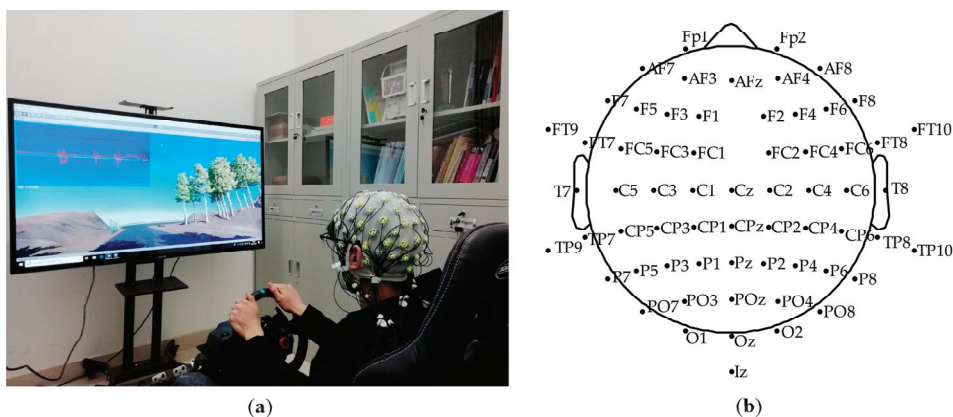 Fp1 Fp2
AF7 AF3 AFz AF4 AF8
F7 F5 F3 F1 F2 F4 F6 F8
FT9 FT7 FC5 FC3 FC1 FC2 FC4 FC6 FT8 FT10
T7 C5 C3 C1 Cz C2 C4 C6 T8
TP9 TP7 CP5 CP3 CP1 CPz CP2 CP4 CP6 TP8 TP10
P7 P5 P3 P1 Pz P2 P4 P6 P8
PO7 PO3 POz PO4 PO8
O1 Oz O2
Iz
(a) (b)